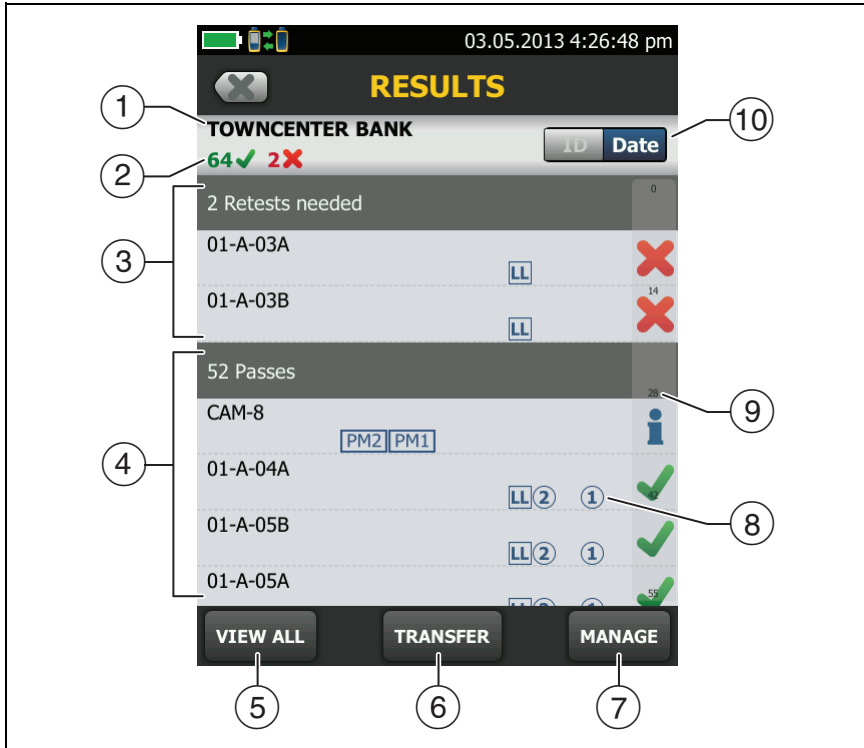 03.05.2013 4:26:48 pm
RESULTS
1
TOWNCENTER BANK
ID Date
10
2
64 2
3
2 Retests needed
0
01-A-03A
LL
01-A-03B
14
LL
4
52 Passes
28
9
CAM-8
PM2 PM1
01-A-04A
LL 2 1
42
8
01-A-05B
LL 2 1
01-A-05A
55
LL 2 1
VIEW ALL TRANSFER MANAGE
5 6 7